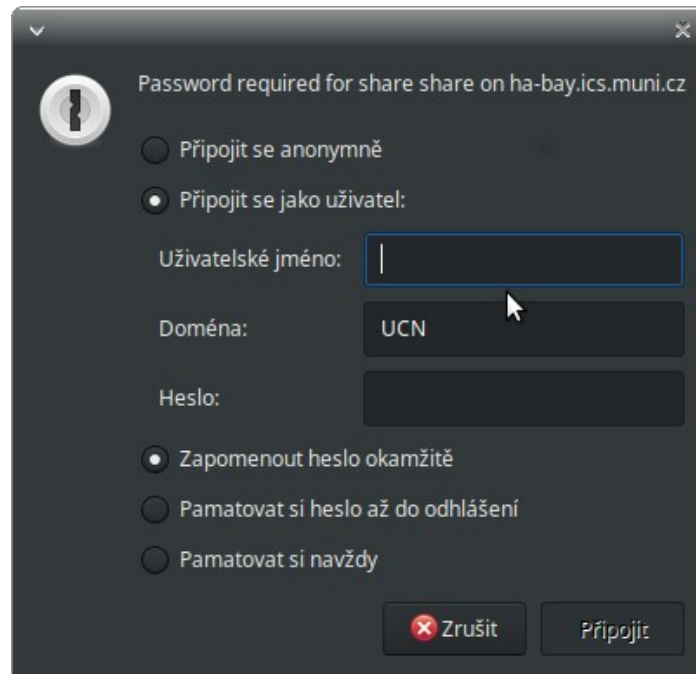 Password required for share share on ha-bay.ics.muni.cz
Připojit se anonymně
Připojit se jako uživatel:
Uživatelské jméno:
Doména: UCN
Heslo:
Zapomenout heslo okamžitě
Pamatovat si heslo až do odhlášení
Pamatovat si navždy
Zrušit Připojit